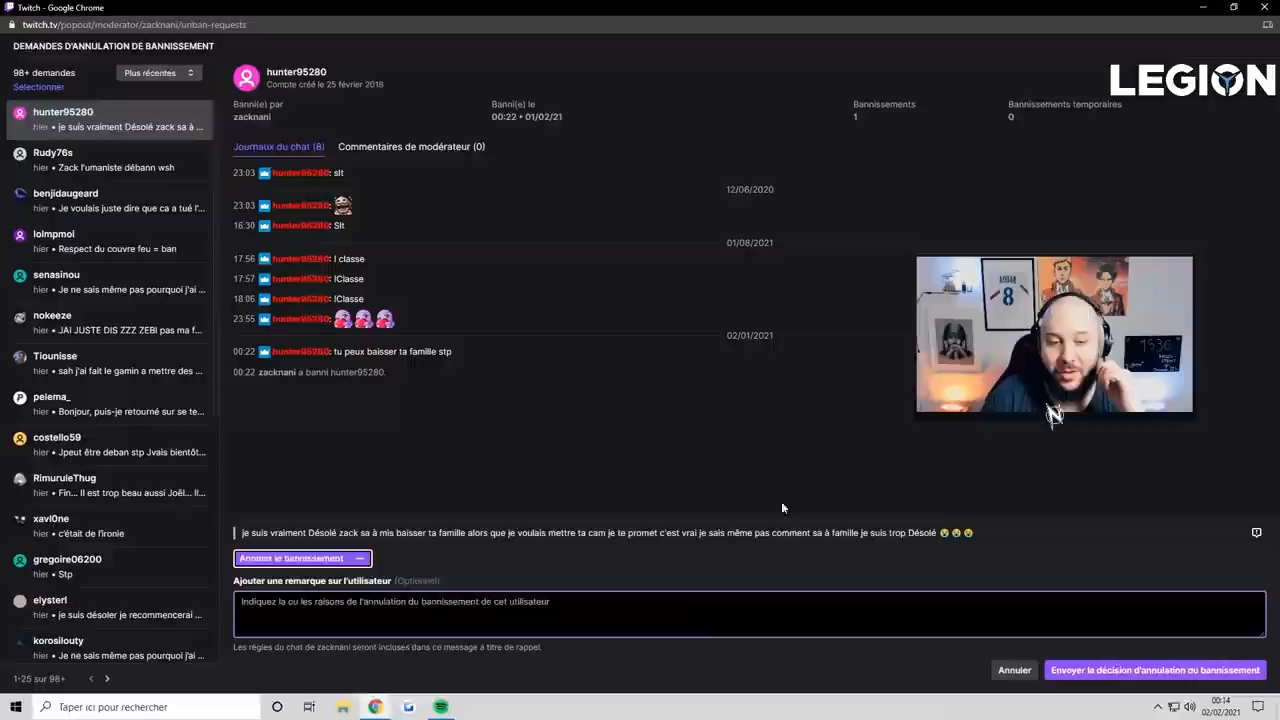 Twitch - Google Chrome
twitch.tv/popout/moderator/zacknani/unban-requests
DEMANDES D'ANNULATION DE BANNISSEMENT
98+ demandes
Plus récentes
Sélectionner
hunter95280
hier • je suis vraiment Désolé zack sa à ...
Rudy76s
hier • Zack l'umaniste débann wsh
benjidaugeard
hier • Je voulais juste dire que ca a tué l'...
lolmpmoi
hier • Respect du couvre feu = ban
senasinou
hier • Je ne sais même pas pourquoi j'ai ...
nokeeze
hier • JAI JUSTE DIS ZZZ ZEBI pas ma f...
Tiounisse
hier • sah j'ai fait le gamin a mettre des ...
pelema_
hier • Bonjour, puis-je retourné sur se te...
costello59
hier • Jpeut être deban stp Jvais bientôt...
RimuruleThug
hier • Fin... Il est trop beau aussi Joël... Il...
xavi0ne
hier • c'était de l'ironie
gregoire06200
hier • Stp
elysterl
hier • je suis désoler je recommencerai ...
korosilouty
hier • Je ne sais même pas pourquoi j'ai ...
1-25 sur 98+
hunter95280
Compte créé le 25 février 2018
Banni(e) par
zacknani
Banni(e) le
00:22 • 01/02/21
Bannissements
1
Bannissements temporaires
0
LEGION
Journaux du chat (8)
Commentaires de modérateur (0)
23:03 hunter95280: slt
12/06/2020
23:03 hunter95280:
16:30 hunter95280: Slt
01/08/2021
17:56 hunter95280: ! classe
17:57 hunter95280: !Classe
18:06 hunter95280: !Classe
23:55 hunter95280:
02/01/2021
00:22 hunter95280: tu peux baisser ta famille stp
00:22 zacknani a banni hunter95280.
8
N
je suis vraiment Désolé zack sa à mis baisser ta famille alors que je voulais mettre ta cam je te promet c'est vrai je sais même pas comment sa à famille je suis trop Désolé 😭 😭 😭
Annuler le bannissement
Ajouter une remarque sur l'utilisateur (Optionnel)
Indiquez la ou les raisons de l'annulation du bannissement de cet utilisateur
Les règles du chat de zacknani seront incluses dans ce message à titre de rappel.
Annuler
Envoyer la décision d'annulation du bannissement
Taper ici pour rechercher
00:14
02/02/2021